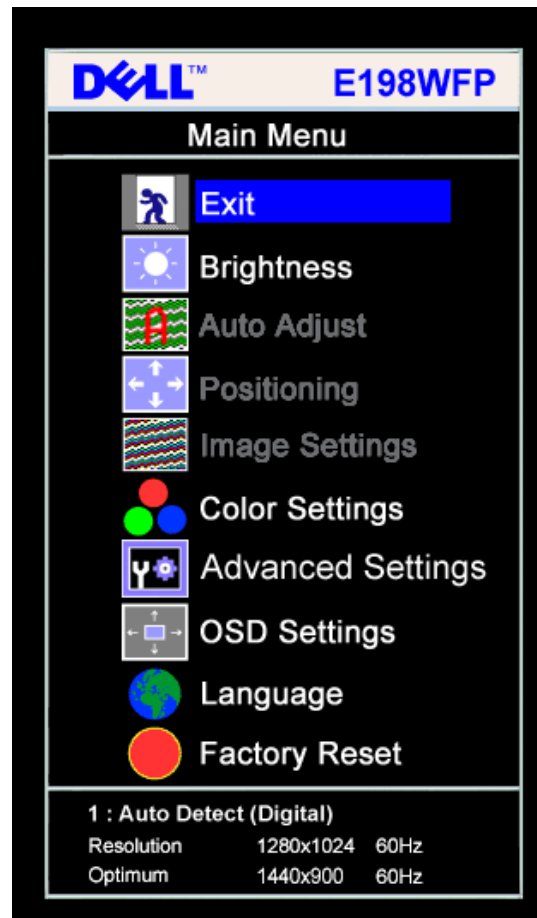 DELL™ E198WFP
Main Menu
Exit
Brightness
Auto Adjust
Positioning
Image Settings
Color Settings
Advanced Settings
OSD Settings
Language
Factory Reset
1 : Auto Detect (Digital)
Resolution 1280x1024 60Hz
Optimum 1440x900 60Hz